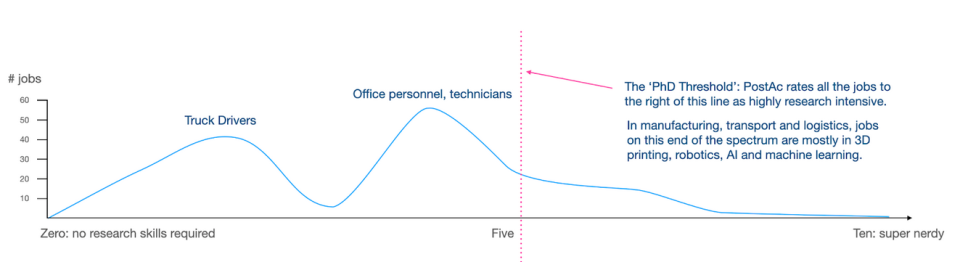 # jobs
60
50
40
30
20
10
Truck Drivers
Office personnel, technicians
The ‘PhD Threshold’: PostAc rates all the jobs to
the right of this line as highly research intensive.
In manufacturing, transport and logistics, jobs
on this end of the spectrum are mostly in 3D
printing, robotics, AI and machine learning.
Zero: no research skills required
Five
Ten: super nerdy